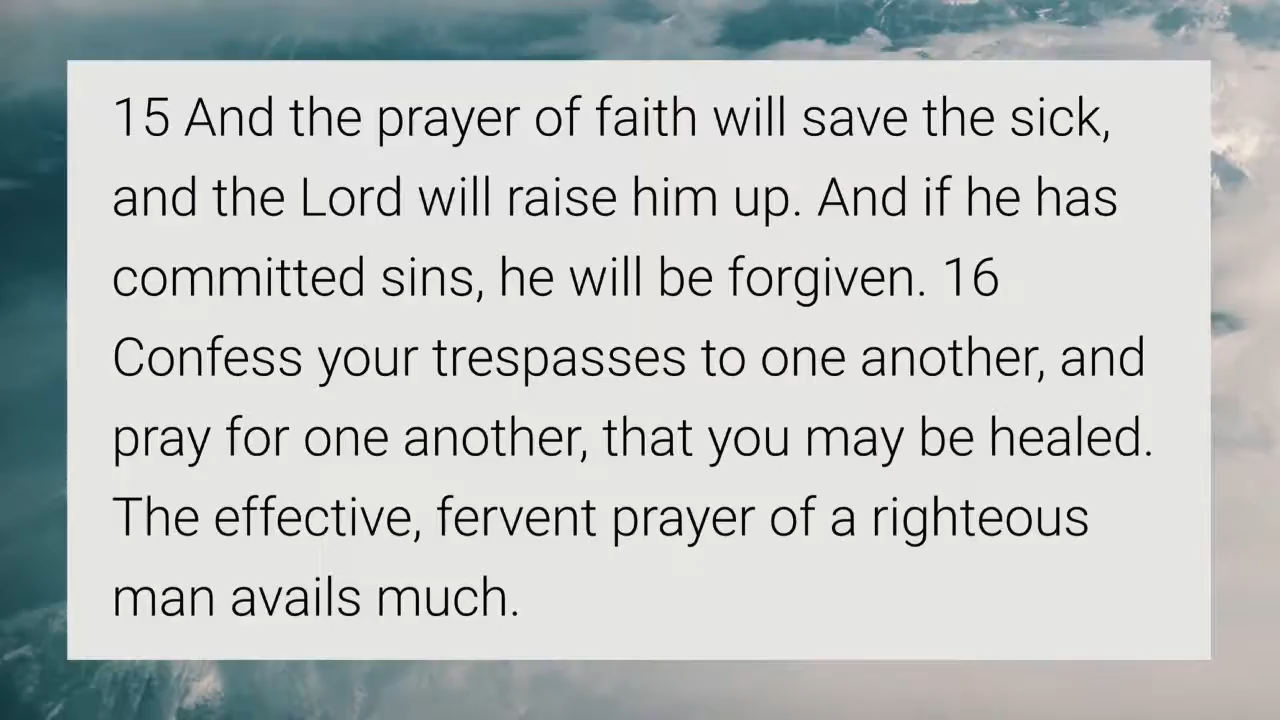 15 And the prayer of faith will save the sick,
and the Lord will raise him up. And if he has
committed sins, he will be forgiven. 16
Confess your trespasses to one another, and
pray for one another, that you may be healed.
The effective, fervent prayer of a righteous
man avails much.